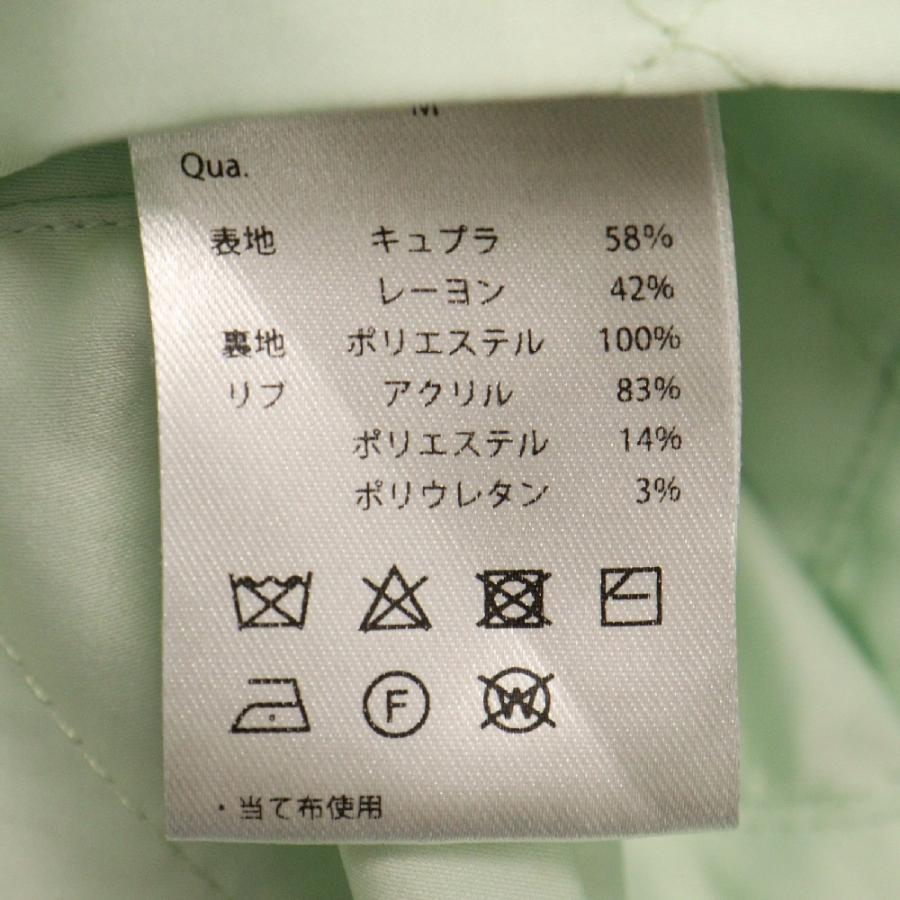 M
Qua.
表地 キュプラ 58%
レーヨン 42%
裏地 ポリエステル 100%
リブ アクリル 83%
ポリエステル 14%
ポリウレタン 3%
F W
・当て布使用